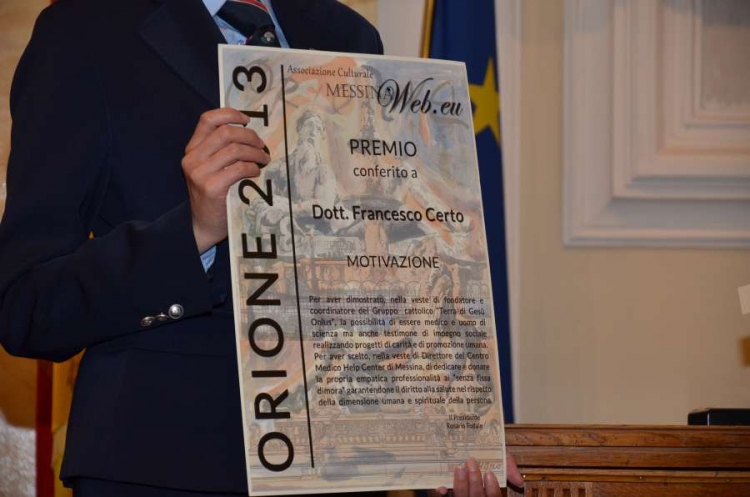 ORIONE 2013
Associazione Culturale
MESSINAWeb.eu
PREMIO
conferito a
Dott. Francesco Certo
MOTIVAZIONE
Per aver dimostrato, nella veste di fondatore e
coordinatore del Gruppo cattolico "Terra di Gesù
Onlus", la possibilità di essere medico e uomo di
scienza ma anche testimone di impegno sociale
realizzando progetti di carità e di promozione umana.
Per aver scelto, nella veste di Direttore del Centro
Medico Help Center di Messina, di dedicare e donare
la propria empatica professionalità ai "senza fissa
dimora" garantendone il diritto alla salute nel rispetto
della dimensione umana e spirituale della persona
Il Presidente
Rosario Fodale